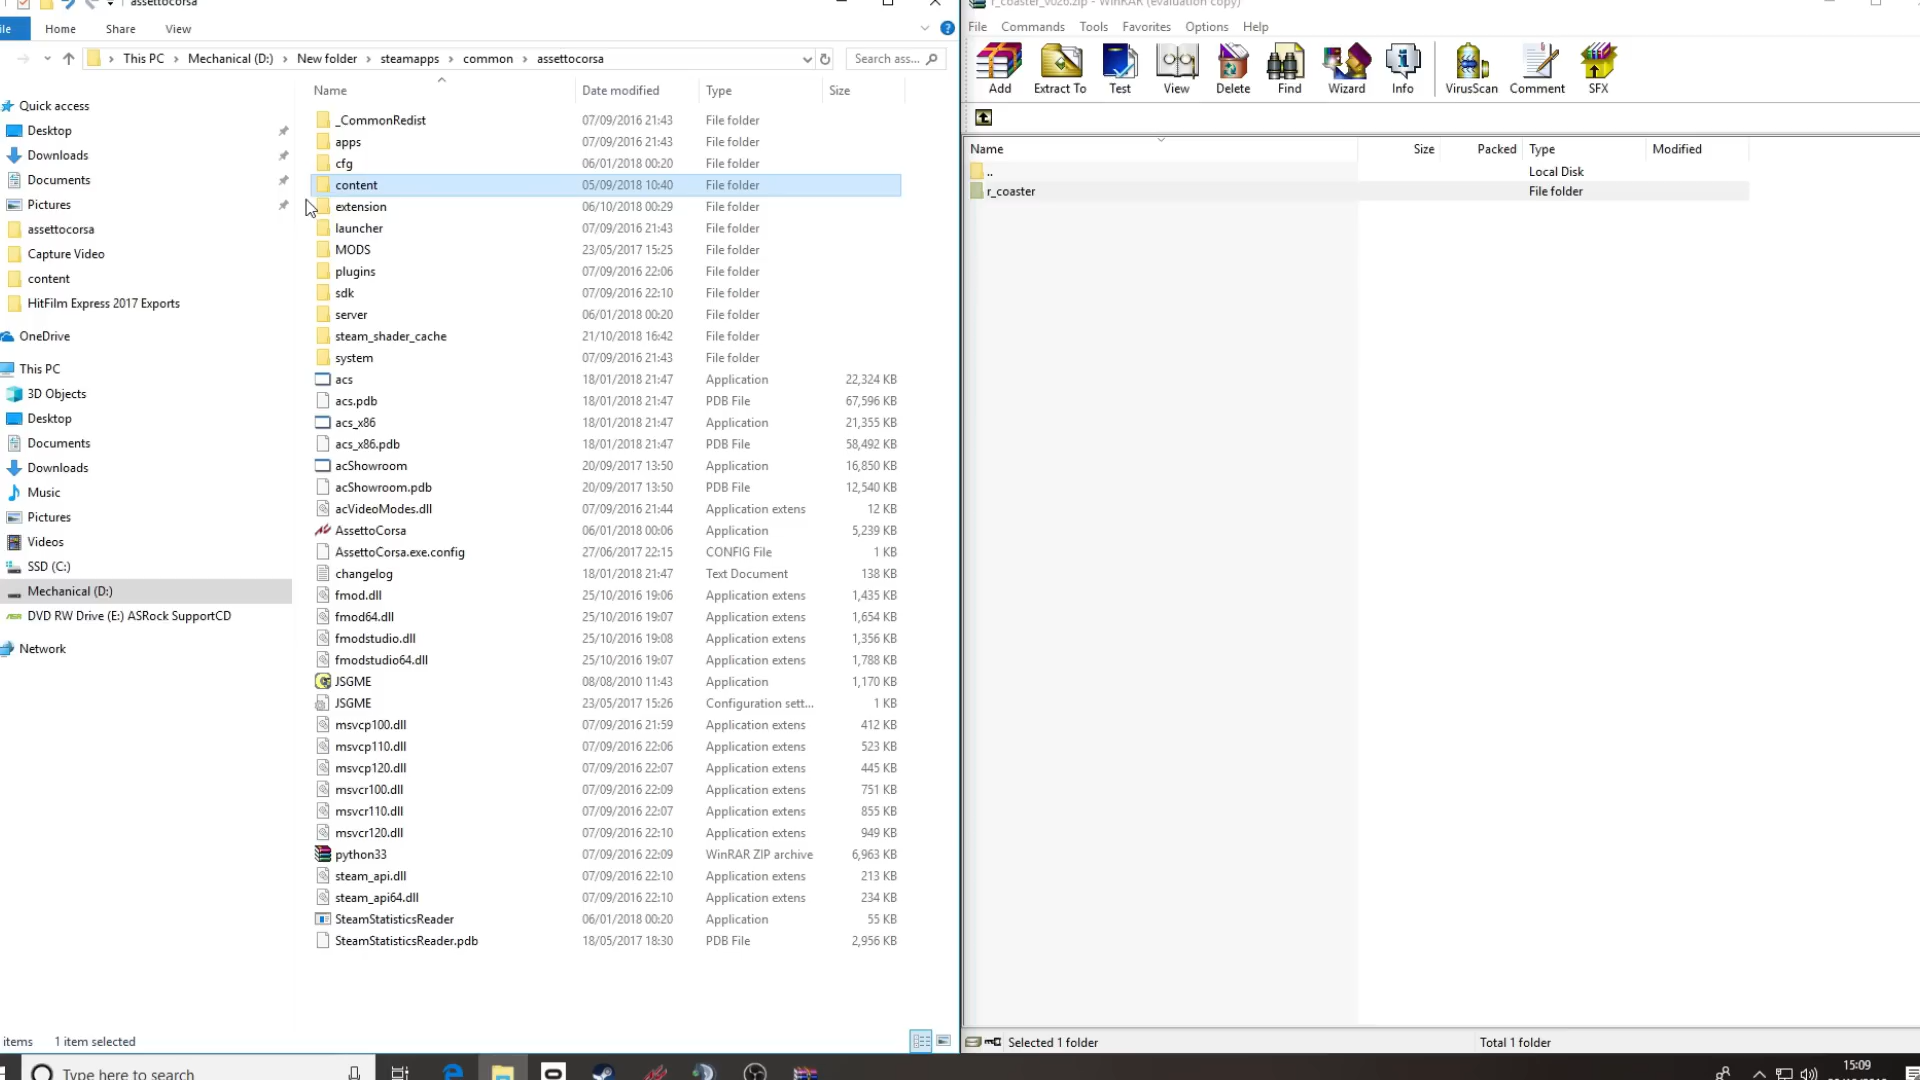 assettocorsa
ile Home Share View
This PC Mechanical (D:) New folder steamapps common assettocorsa Search ass...
Name Date modified Type Size
Quick access
Desktop
Downloads
Documents
Pictures
assettocorsa
Capture Video
content
HitFilm Express 2017 Exports
OneDrive
This PC
3D Objects
Desktop
Documents
Downloads
Music
Pictures
Videos
SSD (C:)
Mechanical (D:)
DVD RW Drive (E:) ASRock SupportCD
Network
_CommonRedist 07/09/2016 21:43 File folder
apps 07/09/2016 21:43 File folder
cfg 06/01/2018 00:20 File folder
content 05/09/2018 10:40 File folder
extension 06/10/2018 00:29 File folder
launcher 07/09/2016 21:43 File folder
MODS 23/05/2017 15:25 File folder
plugins 07/09/2016 22:06 File folder
sdk 07/09/2016 22:10 File folder
server 06/01/2018 00:20 File folder
steam_shader_cache 21/10/2018 16:42 File folder
system 07/09/2016 21:43 File folder
acs 18/01/2018 21:47 Application 22,324 KB
acs.pdb 18/01/2018 21:47 PDB File 67,596 KB
acs_x86 18/01/2018 21:47 Application 21,355 KB
acs_x86.pdb 18/01/2018 21:47 PDB File 58,492 KB
acShowroom 20/09/2017 13:50 Application 16,850 KB
acShowroom.pdb 20/09/2017 13:50 PDB File 12,540 KB
acVideoModes.dll 07/09/2016 21:44 Application extens 12 KB
AssettoCorsa 06/01/2018 00:06 Application 5,239 KB
AssettoCorsa.exe.config 27/06/2017 22:15 CONFIG File 1 KB
changelog 18/01/2018 21:47 Text Document 138 KB
fmod.dll 25/10/2016 19:06 Application extens 1,435 KB
fmod64.dll 25/10/2016 19:07 Application extens 1,654 KB
fmodstudio.dll 25/10/2016 19:08 Application extens 1,356 KB
fmodstudio64.dll 25/10/2016 19:07 Application extens 1,788 KB
JSGME 08/08/2010 11:43 Application 1,170 KB
JSGME 23/05/2017 15:26 Configuration sett... 1 KB
msvcp100.dll 07/09/2016 21:59 Application extens 412 KB
msvcp110.dll 07/09/2016 22:06 Application extens 523 KB
msvcp120.dll 07/09/2016 22:07 Application extens 445 KB
msvcr100.dll 07/09/2016 22:09 Application extens 751 KB
msvcr110.dll 07/09/2016 22:07 Application extens 855 KB
msvcr120.dll 07/09/2016 22:10 Application extens 949 KB
python33 07/09/2016 22:09 WinRAR ZIP archive 6,963 KB
steam_api.dll 07/09/2016 22:10 Application extens 213 KB
steam_api64.dll 07/09/2016 22:10 Application extens 234 KB
SteamStatisticsReader 06/01/2018 00:20 Application 55 KB
SteamStatisticsReader.pdb 18/05/2017 18:30 PDB File 2,956 KB
items 1 item selected
r_coaster_v026.zip - WinRAR (evaluation copy)
File Commands Tools Favorites Options Help
Add Extract To Test View Delete Find Wizard Info VirusScan Comment SFX
Name Size Packed Type Modified
.. Local Disk
r_coaster File folder
Selected 1 folder Total 1 folder
Type here to search
15:09